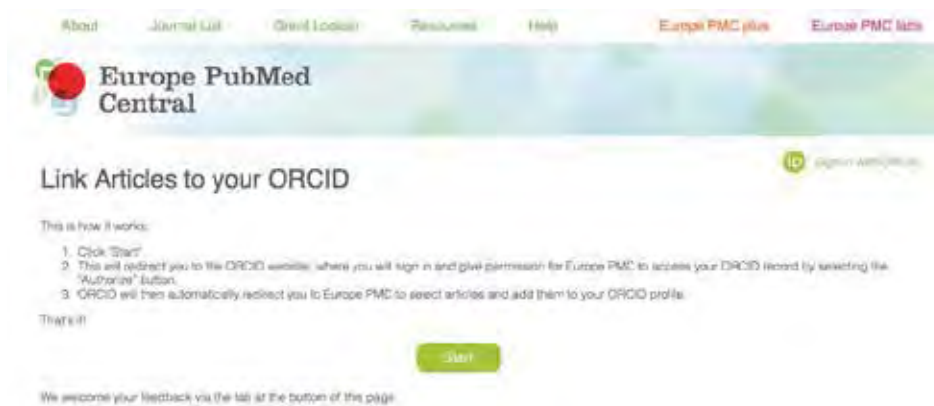 About Journal List Grant Lookup Resources Help Europe PMC plus Europe PMC labs
Europe PubMed
Central
Link Articles to your ORCID
This is how it works:
1. Click 'Start'
2. This will redirect you to the ORCID website, where you will sign in and give permission for Europe PMC to access your ORCID record by selecting the
"Authorize" button.
3. ORCID will then automatically redirect you to Europe PMC to select articles and add them to your ORCID profile.
That's it!
Start
We welcome your feedback via the tab at the bottom of this page